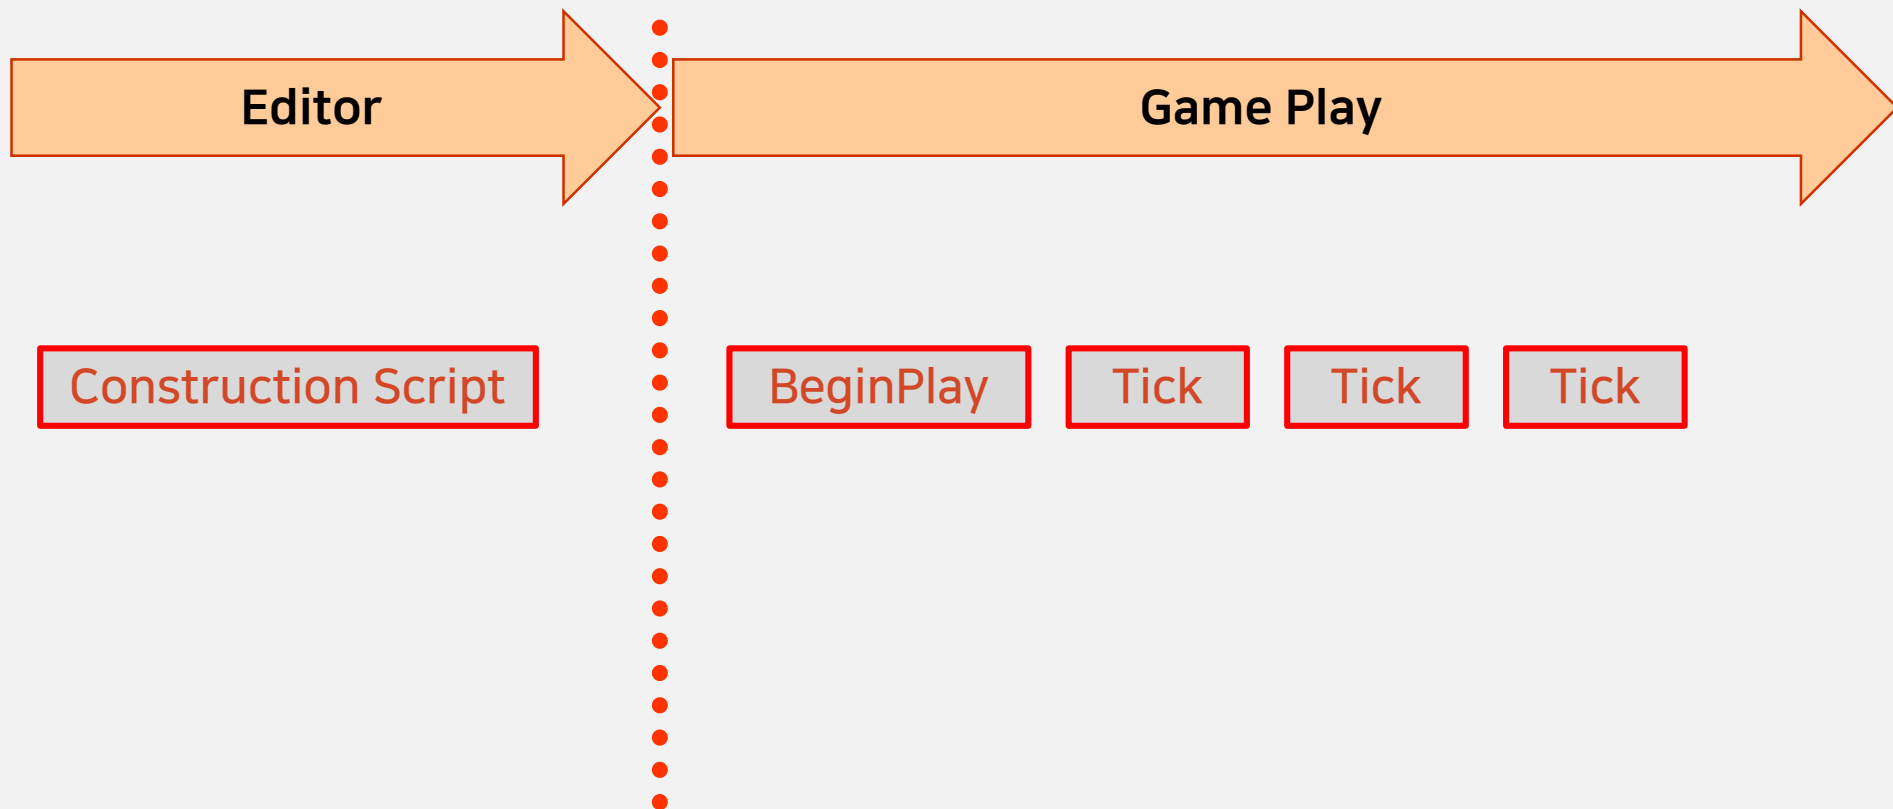 Editor
Game Play
Construction Script
BeginPlay
Tick
Tick
Tick